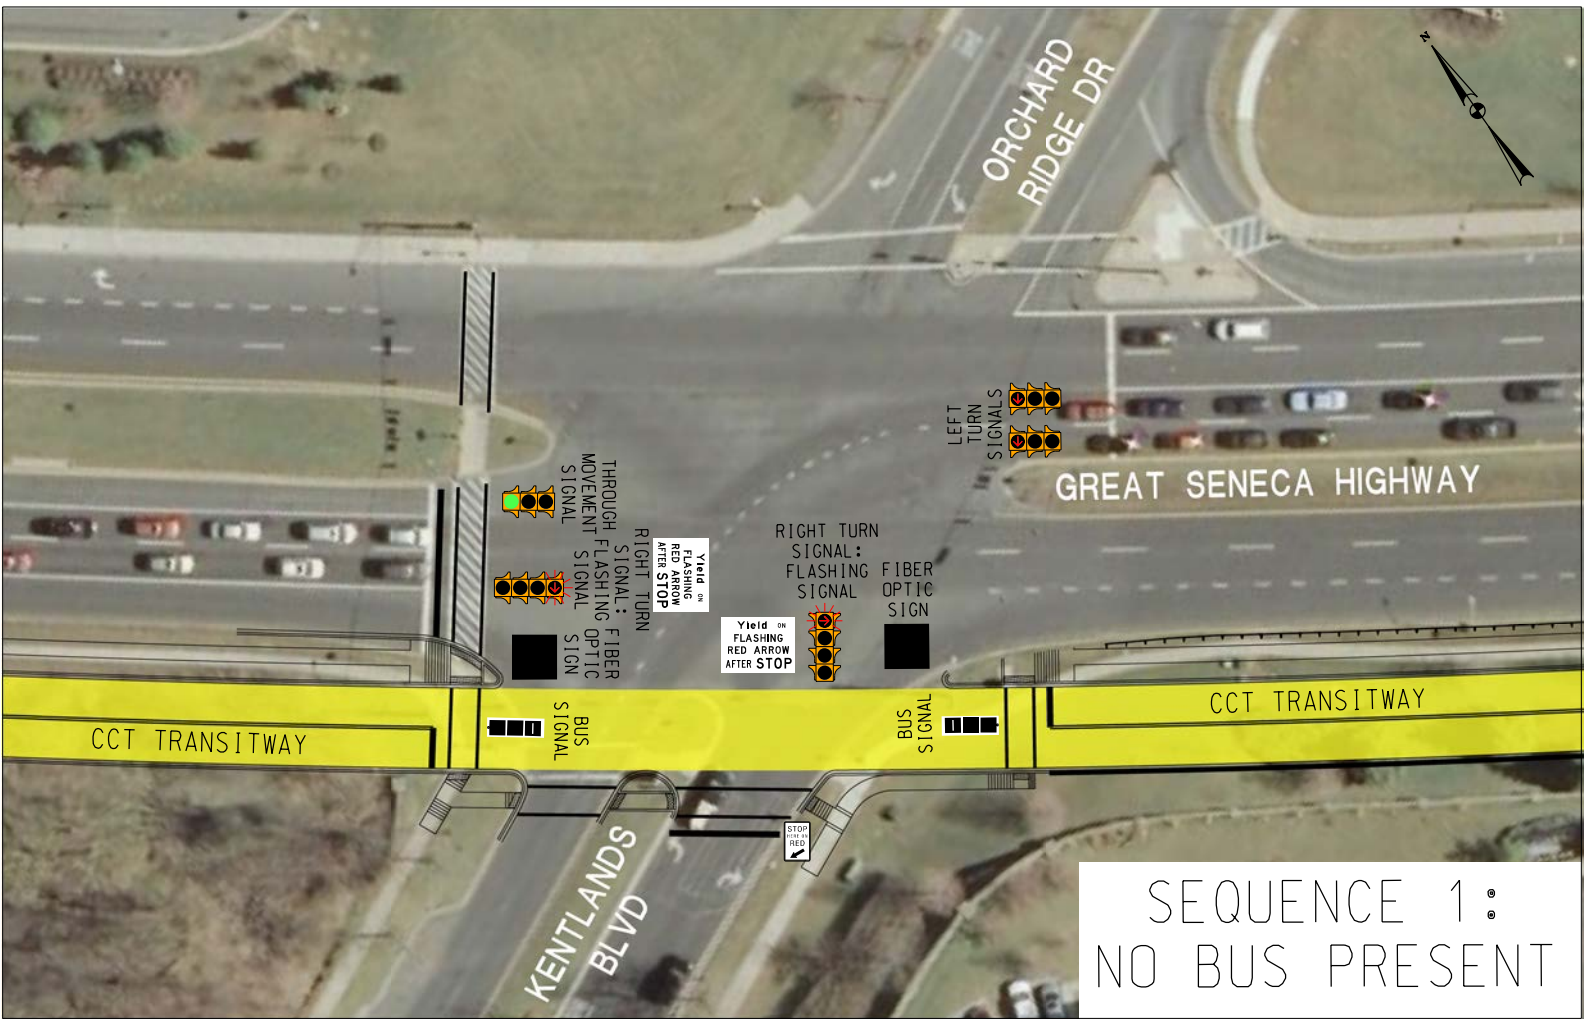 N
ORCHARD
RIDGE DR
LEFT
TURN
SIGNALS
GREAT SENECA HIGHWAY
THROUGH
MOVEMENT
SIGNAL
RIGHT TURN
SIGNAL:
FLASHING
SIGNAL
Yield ON
FLASHING
RED ARROW
AFTER STOP
FIBER
OPTIC
SIGN
RIGHT TURN
SIGNAL:
FLASHING
SIGNAL
FIBER
OPTIC
SIGN
Yield ON
FLASHING
RED ARROW
AFTER STOP
BUS
SIGNAL
BUS
SIGNAL
CCT TRANSITWAY
CCT TRANSITWAY
STOP
HERE ON
RED
KENTLANDS
BLVD
SEQUENCE 1:
NO BUS PRESENT